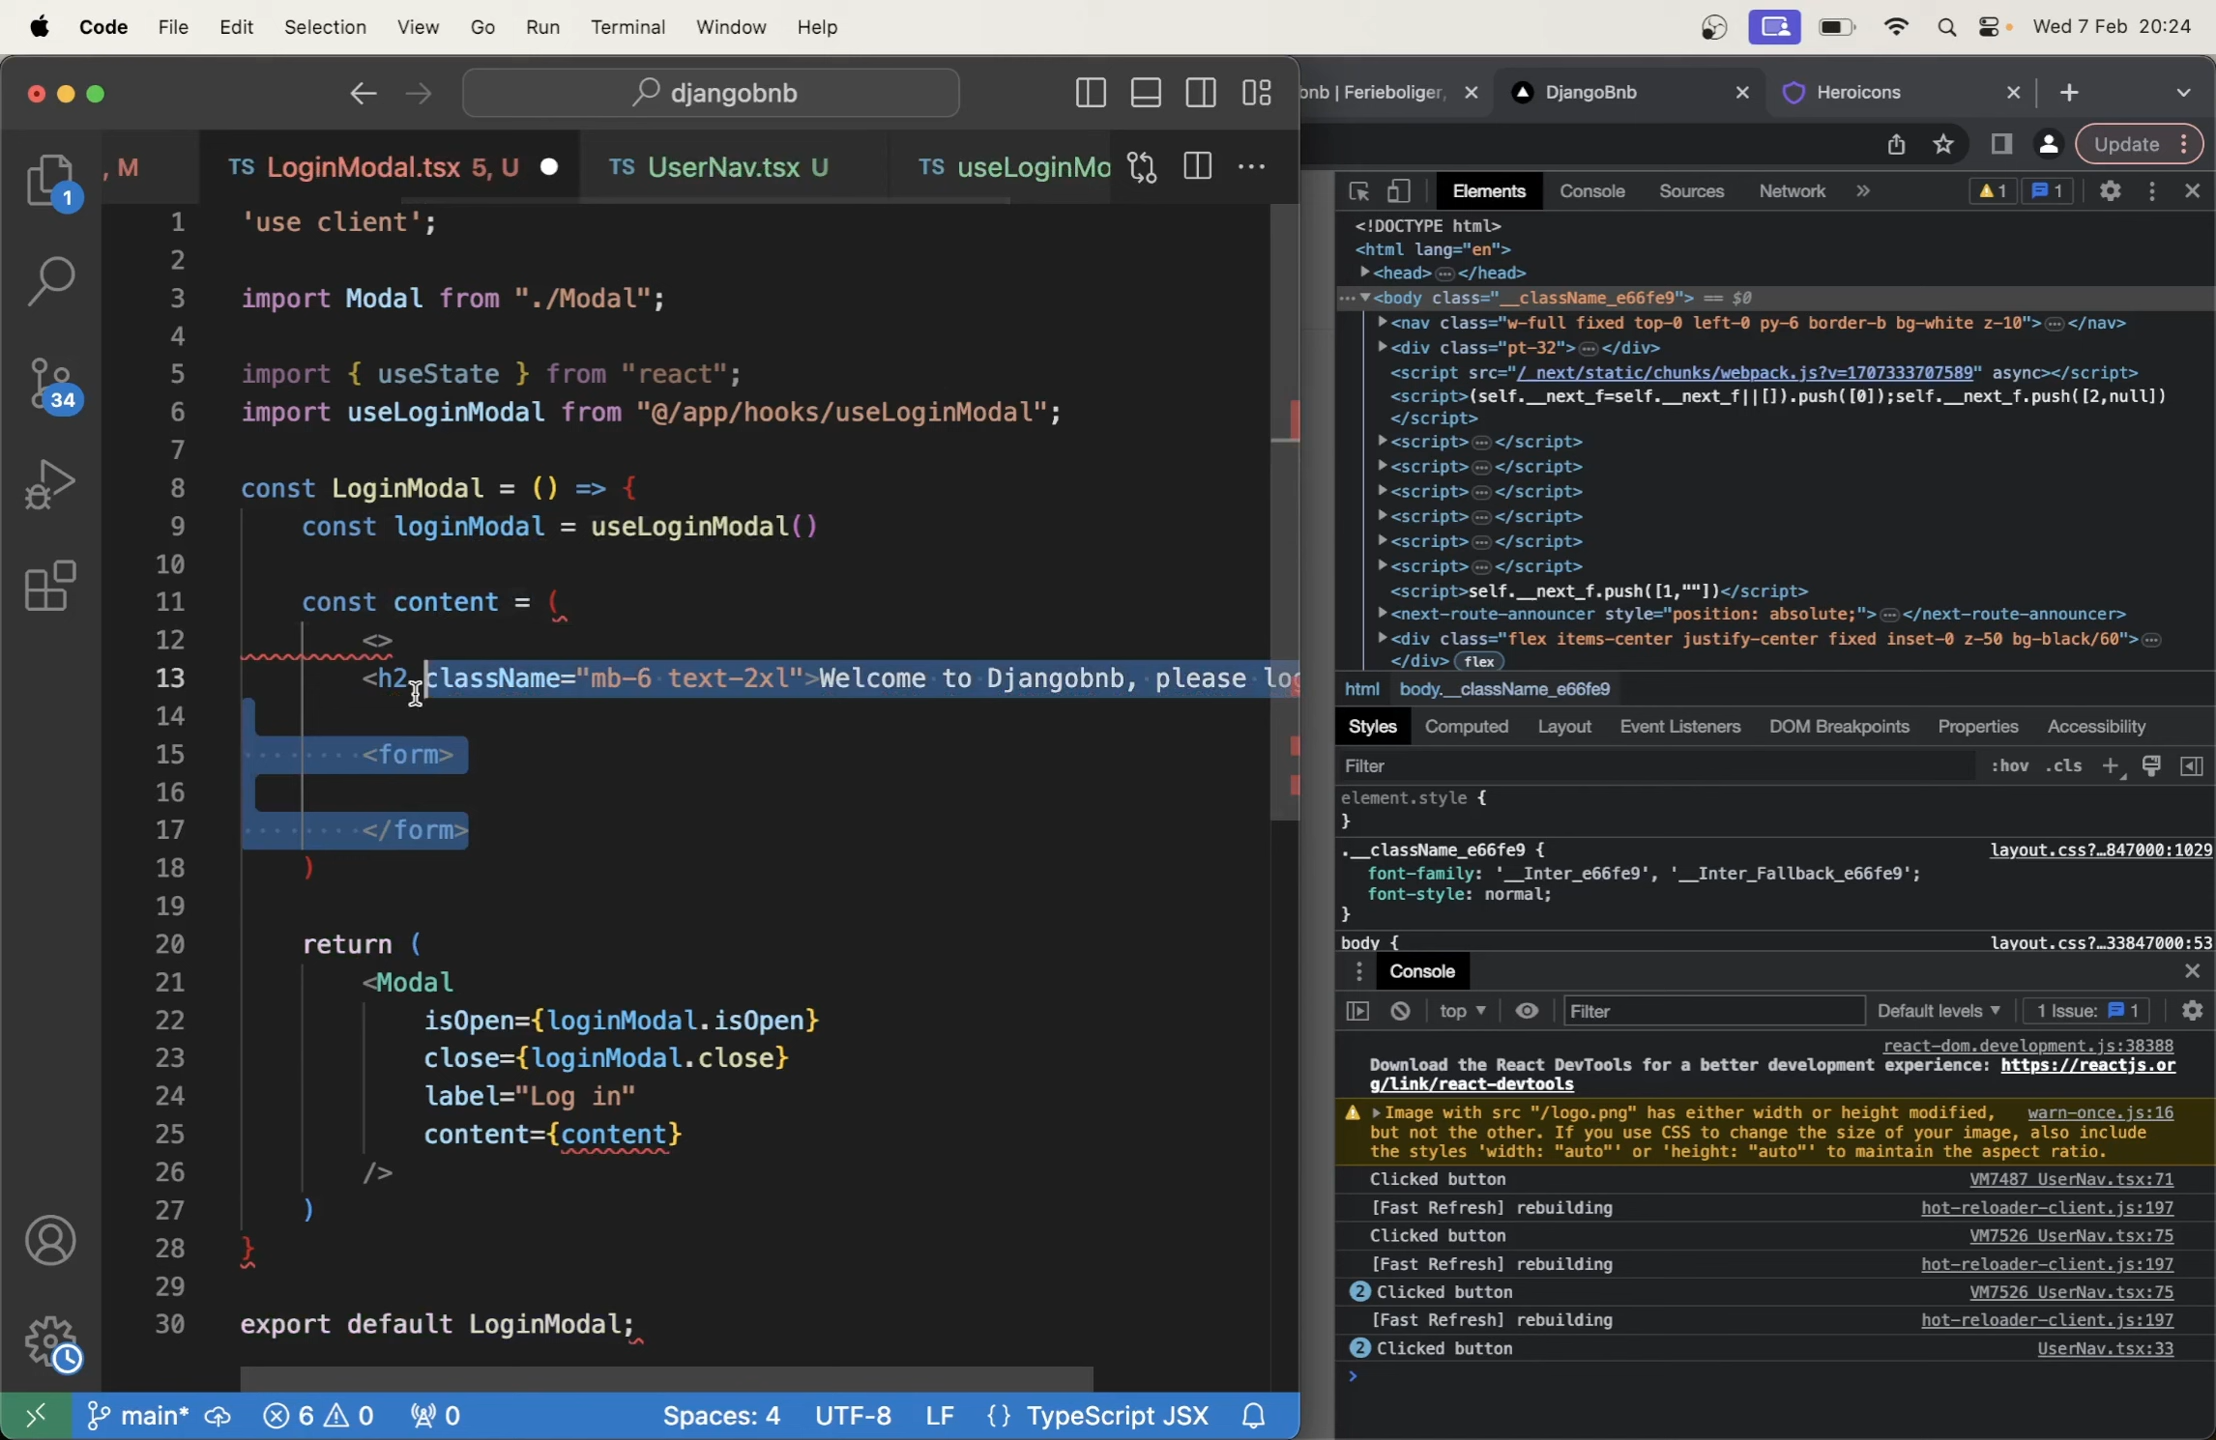 Code File Edit Selection View Go Run Terminal Window Help Wed 7 Feb 20:24
djangobnb
bnb | Ferieboliger, DjangoBnb Heroicons
Update
, M TS LoginModal.tsx 5, U TS UserNav.tsx U TS useLoginMo
1 'use client';
2
3 import Modal from "./Modal";
4
5 import { useState } from "react";
6 import useLoginModal from "@/app/hooks/useLoginModal";
7
8 const LoginModal = () => {
9 const loginModal = useLoginModal()
10
11 const content = (
12 <>
13 <h2 className="mb-6 text-2xl">Welcome to Djangobnb, please log
14
15 <form>
16
17 </form>
18 )
19
20 return (
21 <Modal
22 isOpen={loginModal.isOpen}
23 close={loginModal.close}
24 label="Log in"
25 content={content}
26 />
27 )
28 }
29
30 export default LoginModal;
1
34
main* 6 0 0 Spaces: 4 UTF-8 LF {} TypeScript JSX
Elements Console Sources Network » 1 1
<!DOCTYPE html>
<html lang="en">
<head> </head>
<body class="__className_e66fe9"> == $0
<nav class="w-full fixed top-0 left-0 py-6 border-b bg-white z-10"> </nav>
<div class="pt-32"> </div>
<script src="/_next/static/chunks/webpack.js?v=1707333707589" async></script>
<script>(self.__next_f=self.__next_f||[]).push([0]);self.__next_f.push([2,null])
</script>
<script> </script>
<script> </script>
<script> </script>
<script> </script>
<script> </script>
<script> </script>
<script>self.__next_f.push([1,""])</script>
<next-route-announcer style="position: absolute;"> </next-route-announcer>
<div class="flex items-center justify-center fixed inset-0 z-50 bg-black/60">
</div> flex
html body.__className_e66fe9
Styles Computed Layout Event Listeners DOM Breakpoints Properties Accessibility
Filter :hov .cls +
element.style {
}
.__className_e66fe9 { layout.css?…847000:1029
font-family: '__Inter_e66fe9', '__Inter_Fallback_e66fe9';
font-style: normal;
}
body { layout.css?…33847000:53
Console
top Filter Default levels 1 Issue: 1
react-dom.development.js:38388
Download the React DevTools for a better development experience: https://reactjs.or
g/link/react-devtools
Image with src "/logo.png" has either width or height modified, warn-once.js:16
but not the other. If you use CSS to change the size of your image, also include
the styles 'width: "auto"' or 'height: "auto"' to maintain the aspect ratio.
Clicked button VM7487 UserNav.tsx:71
[Fast Refresh] rebuilding hot-reloader-client.js:197
Clicked button VM7526 UserNav.tsx:75
[Fast Refresh] rebuilding hot-reloader-client.js:197
2 Clicked button VM7526 UserNav.tsx:75
[Fast Refresh] rebuilding hot-reloader-client.js:197
2 Clicked button UserNav.tsx:33